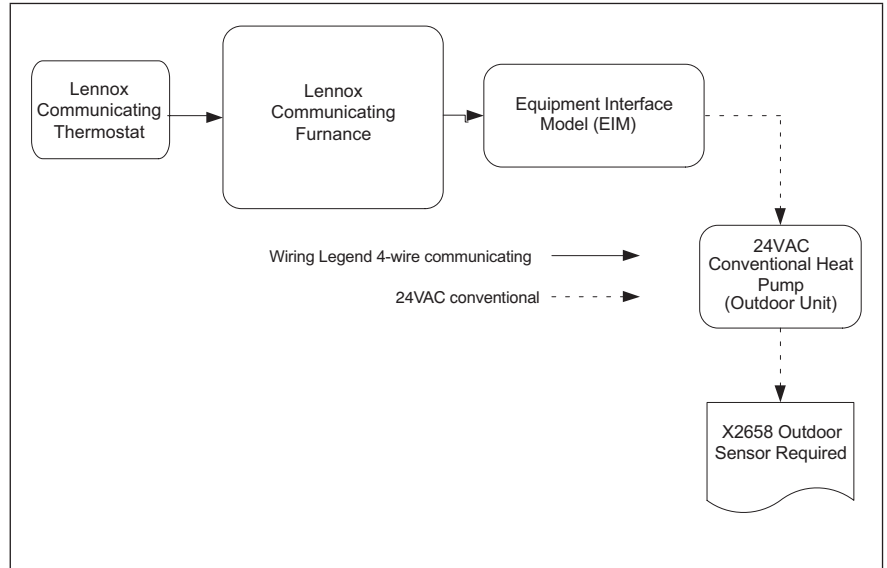 Lennox
Communicating
Thermostat
Lennox
Communicating
Furnance
Equipment Interface
Model (EIM)
Wiring Legend 4-wire communicating
24VAC conventional
24VAC
Conventional Heat
Pump
(Outdoor Unit)
X2658 Outdoor
Sensor Required